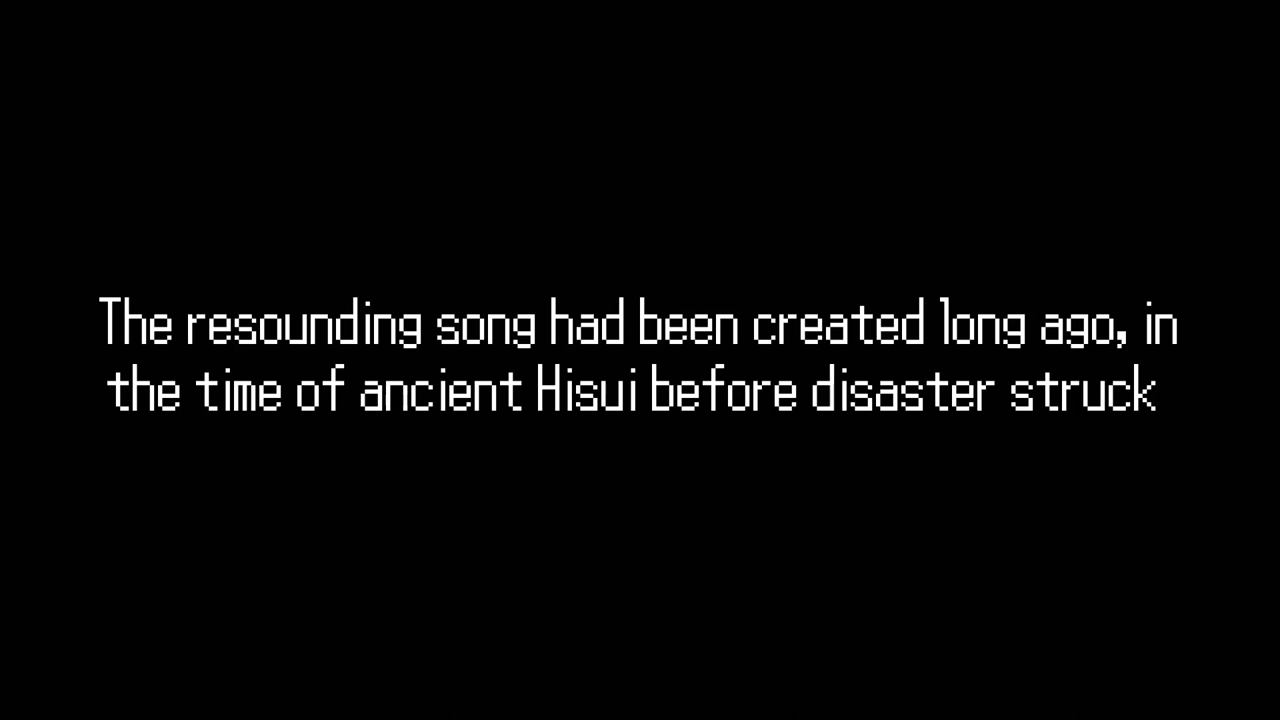 The resounding song had been created long ago, in
the time of ancient Hisui before disaster struck